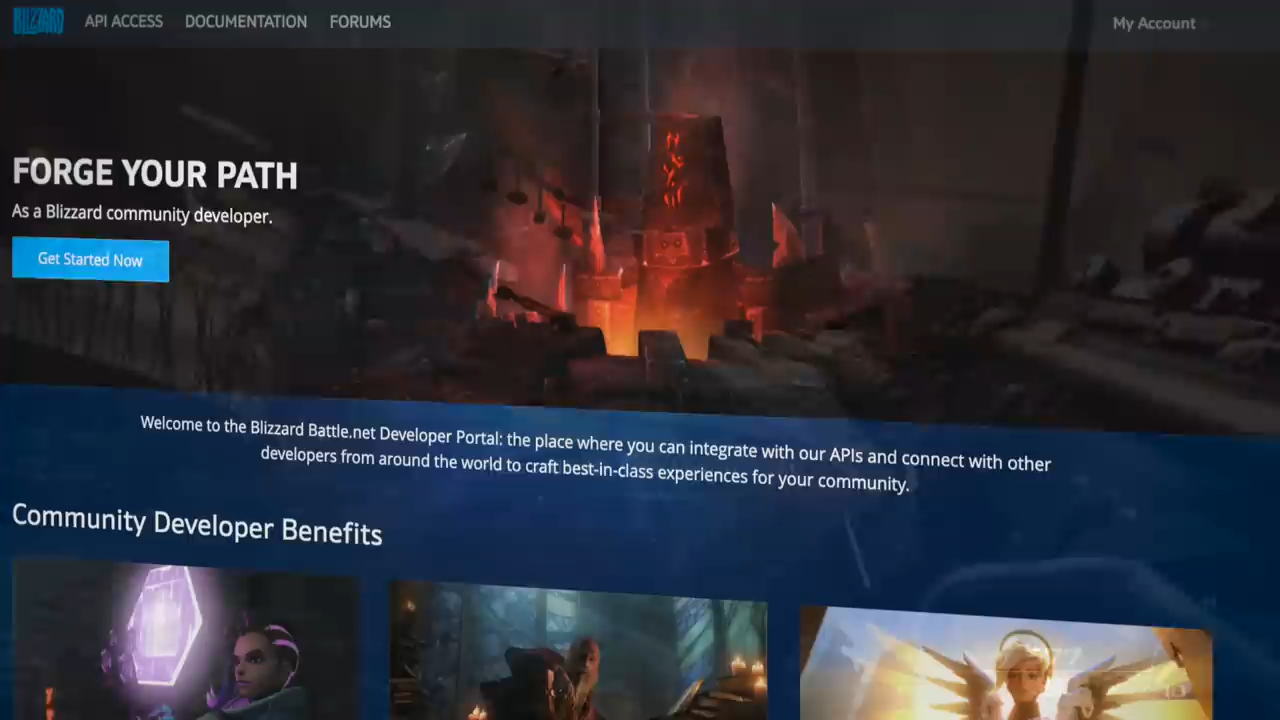 BLIZZARD API ACCESS DOCUMENTATION FORUMS My Account
FORGE YOUR PATH
As a Blizzard community developer.
Get Started Now
Welcome to the Blizzard Battle.net Developer Portal: the place where you can integrate with our APIs and connect with other
developers from around the world to craft best-in-class experiences for your community.
Community Developer Benefits